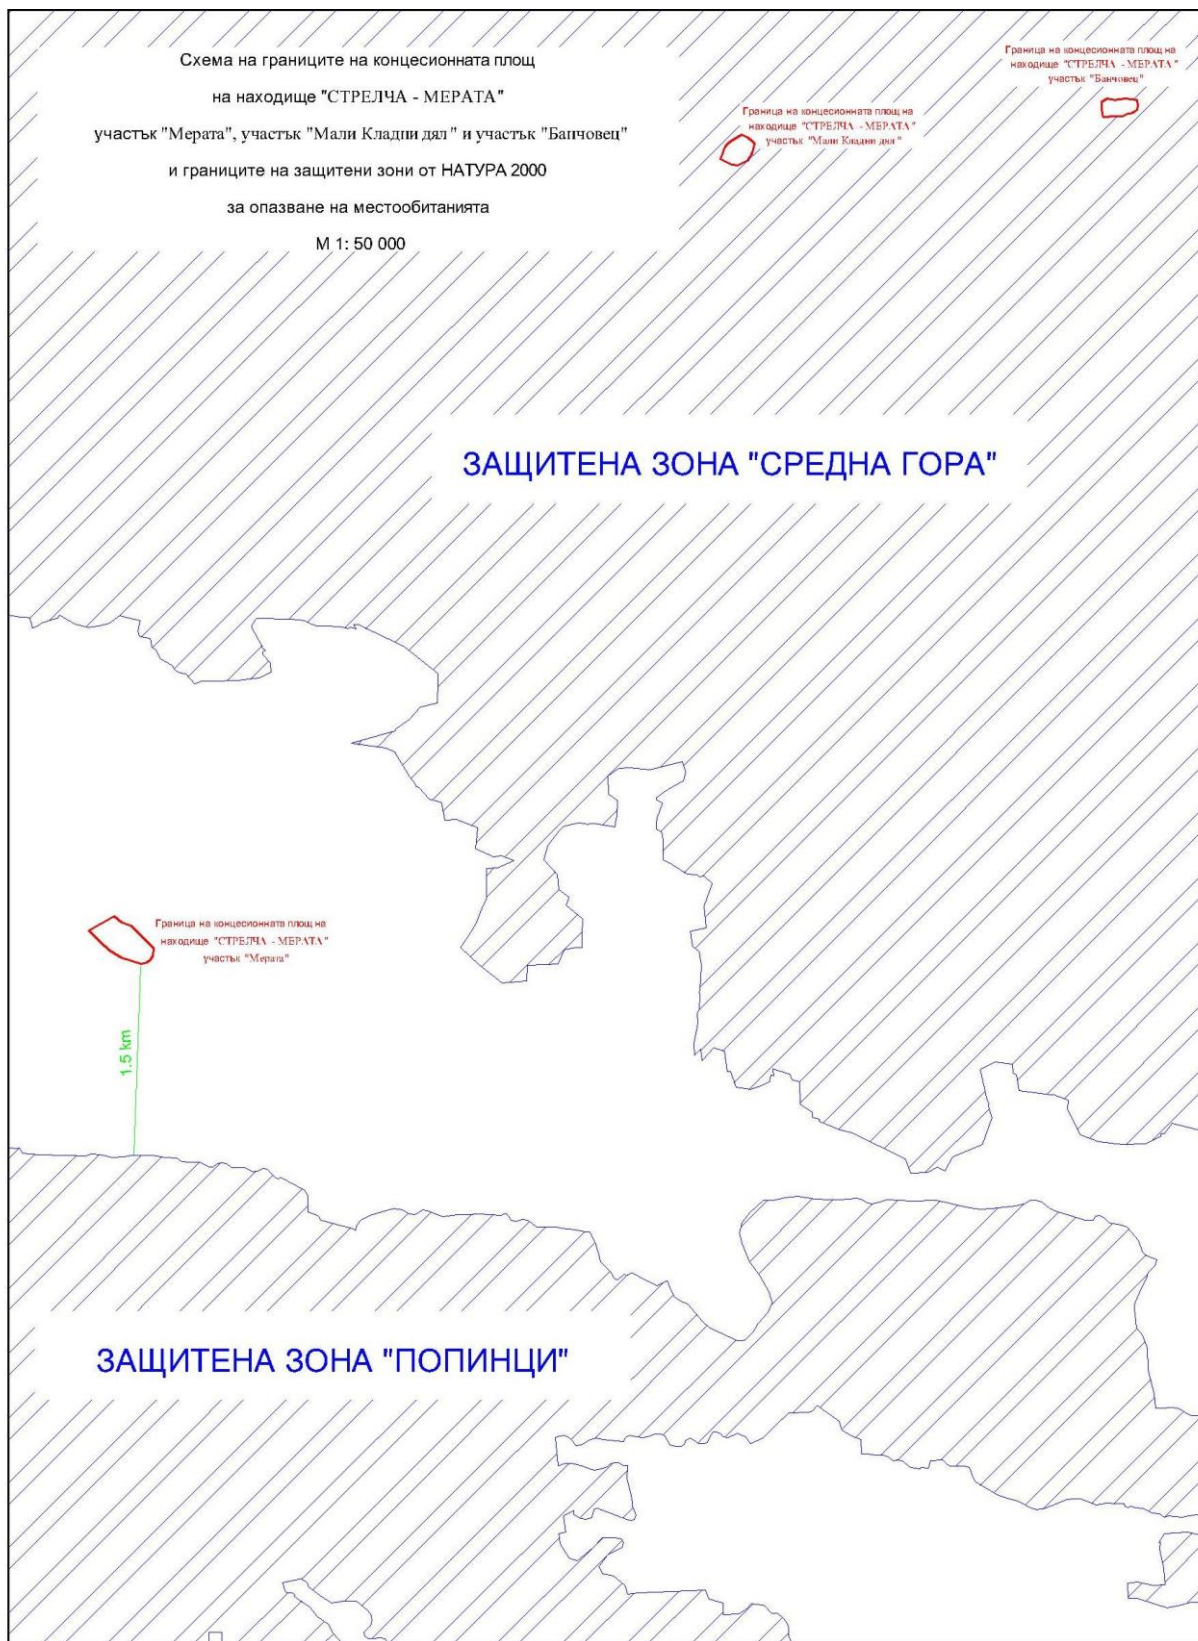 Схема на границите на концесионната площ
на находище "СТРЕЛЧА - МЕРАТА"
участък "Мерата", участък "Мали Кладни дял" и участък "Банчовец"
и границите на защитени зони от НАТУРА 2000
за опазване на местообитанията
М 1: 50 000
Граница на концесионната площ на
находище "СТРЕЛЧА - МЕРАТА"
участък "Банчовец"
Граница на концесионната площ на
находище "СТРЕЛЧА - МЕРАТА"
участък "Мали Кладни дял"
ЗАЩИТЕНА ЗОНА "СРЕДНА ГОРА"
Граница на концесионната площ на
находище "СТРЕЛЧА - МЕРАТА"
участък "Мерата"
1.5 km
ЗАЩИТЕНА ЗОНА "ПОПИНЦИ"